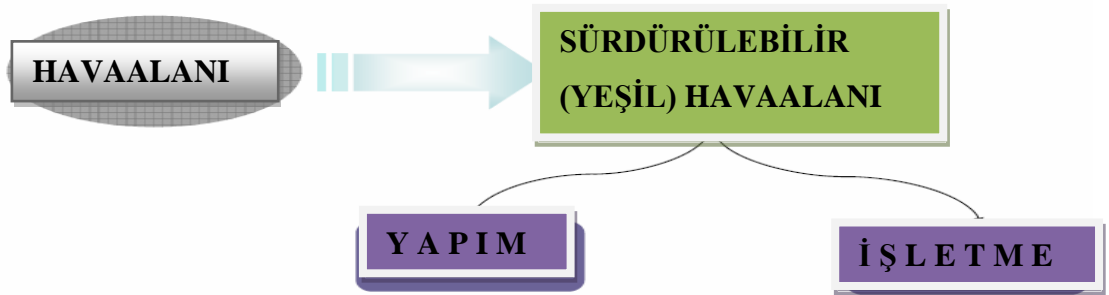 HAVAALANI
SÜRDÜRÜLEBİLİR
(YEŞİL) HAVAALANI
Y A P I M
İ Ş L E T M E